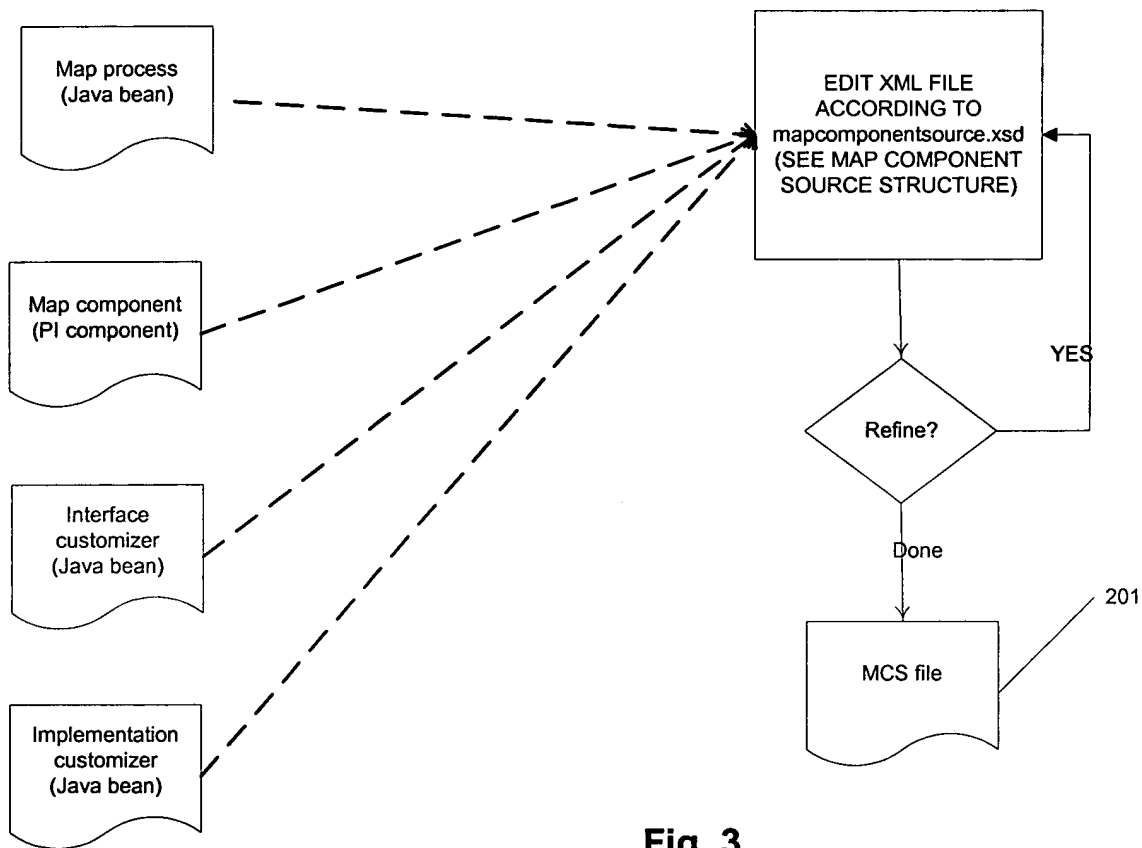 Map process
(Java bean)
Map component
(PI component)
Interface
customizer
(Java bean)
Implementation
customizer
(Java bean)
EDIT XML FILE
ACCORDING TO
mapcomponentsource.xsd
(SEE MAP COMPONENT
SOURCE STRUCTURE)
YES
Refine?
Done
201
MCS file
Fig. 3